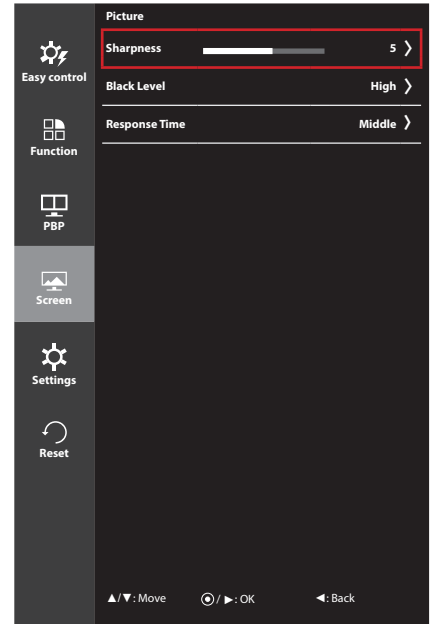 Picture
Sharpness 5 〉
Easy control
Black Level High 〉
Response Time Middle 〉
Function
PBP
Screen
Settings
Reset
▲/▼: Move ◉/ ►: OK ◄: Back